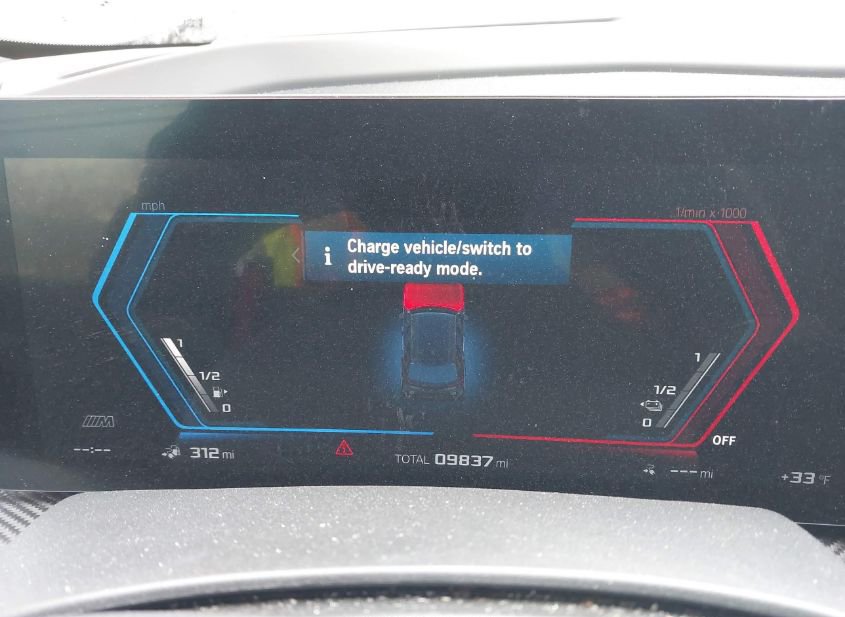 mph
1/min x 1000
i Charge vehicle/switch to
drive-ready mode.
1
1/2
0
1
1/2
0
OFF
M
--:--
312 mi
TOTAL 09837 mi
--- mi
+33 °F